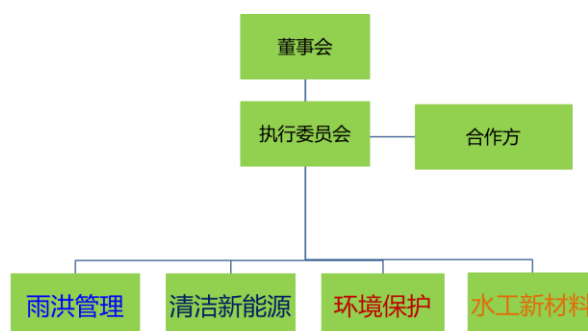 董事会
执行委员会
合作方
雨洪管理
清洁新能源
环境保护
水工新材料